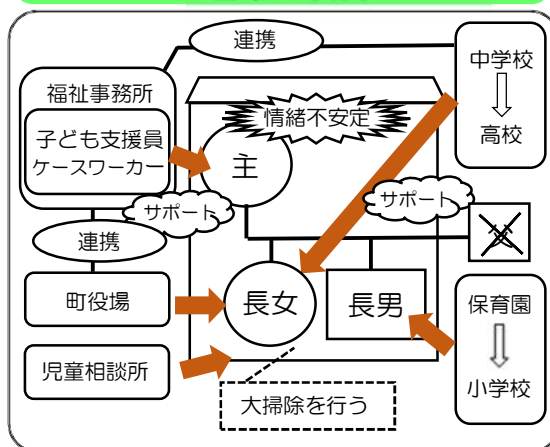 連携
中学校
高校
福祉事務所
子ども支援員
ケースワーカー
情緒不安定
主
サポート
サポート
連携
町役場
長女
長男
保育園
小学校
児童相談所
大掃除を行う